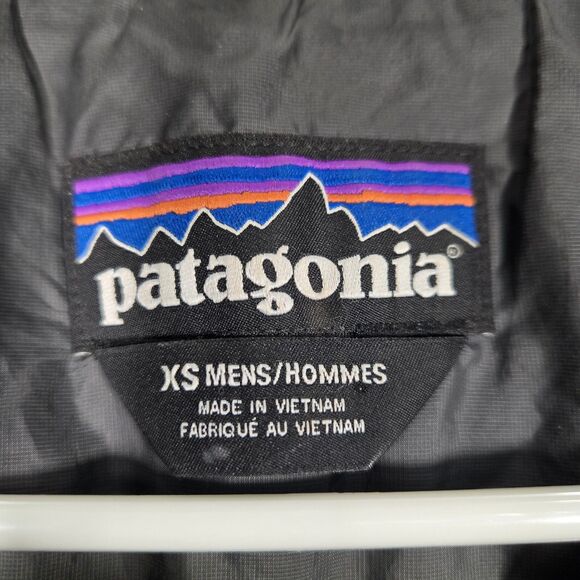 patagonia®
XS MENS/HOMMES
MADE IN VIETNAM
FABRIQUÉ AU VIETNAM